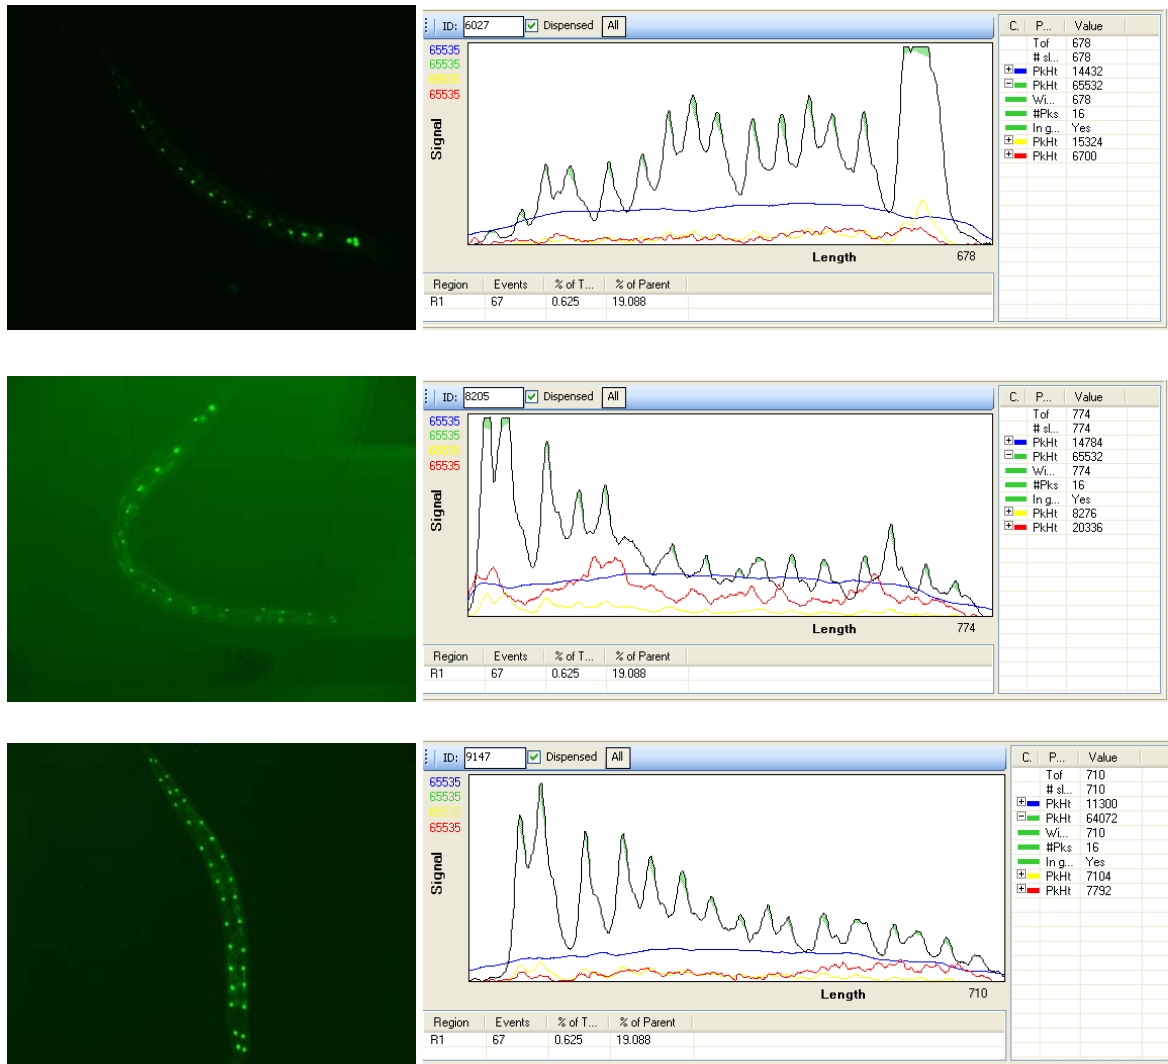 ID: 6027 Dispensed All
65535
65535
65535
65535
Signal
Length 678
Region Events % of T... % of Parent
R1 67 0.625 19.088
C. P... Value
Tof 678
# sl... 678
PkHt 14432
PkHt 65532
Wi... 678
#Pks 16
In g... Yes
PkHt 15324
PkHt 6700
ID: 8205 Dispensed All
65535
65535
65535
65535
Signal
Length 774
Region Events % of T... % of Parent
R1 67 0.625 19.088
C. P... Value
Tof 774
# sl... 774
PkHt 14784
PkHt 65532
Wi... 774
#Pks 16
In g... Yes
PkHt 8276
PkHt 20336
ID: 9147 Dispensed All
65535
65535
65535
65535
Signal
Length 710
Region Events % of T... % of Parent
R1 67 0.625 19.088
C. P... Value
Tof 710
# sl... 710
PkHt 11300
PkHt 64072
Wi... 710
#Pks 16
In g... Yes
PkHt 7104
PkHt 7792